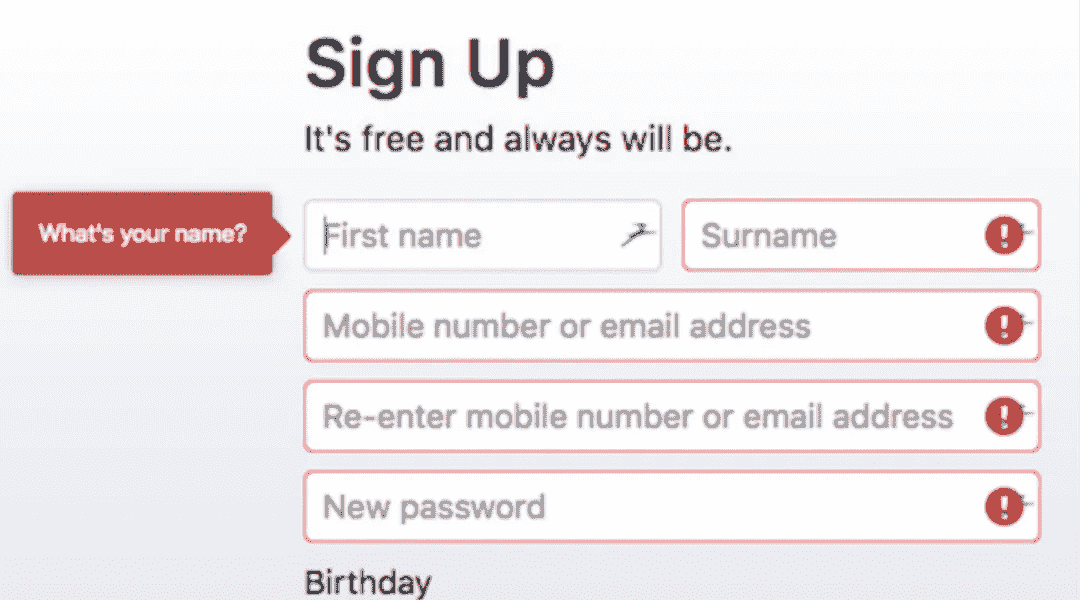 Sign Up
It's free and always will be.
What's your name?
First name
Surname
Mobile number or email address
Re-enter mobile number or email address
New password
Birthday